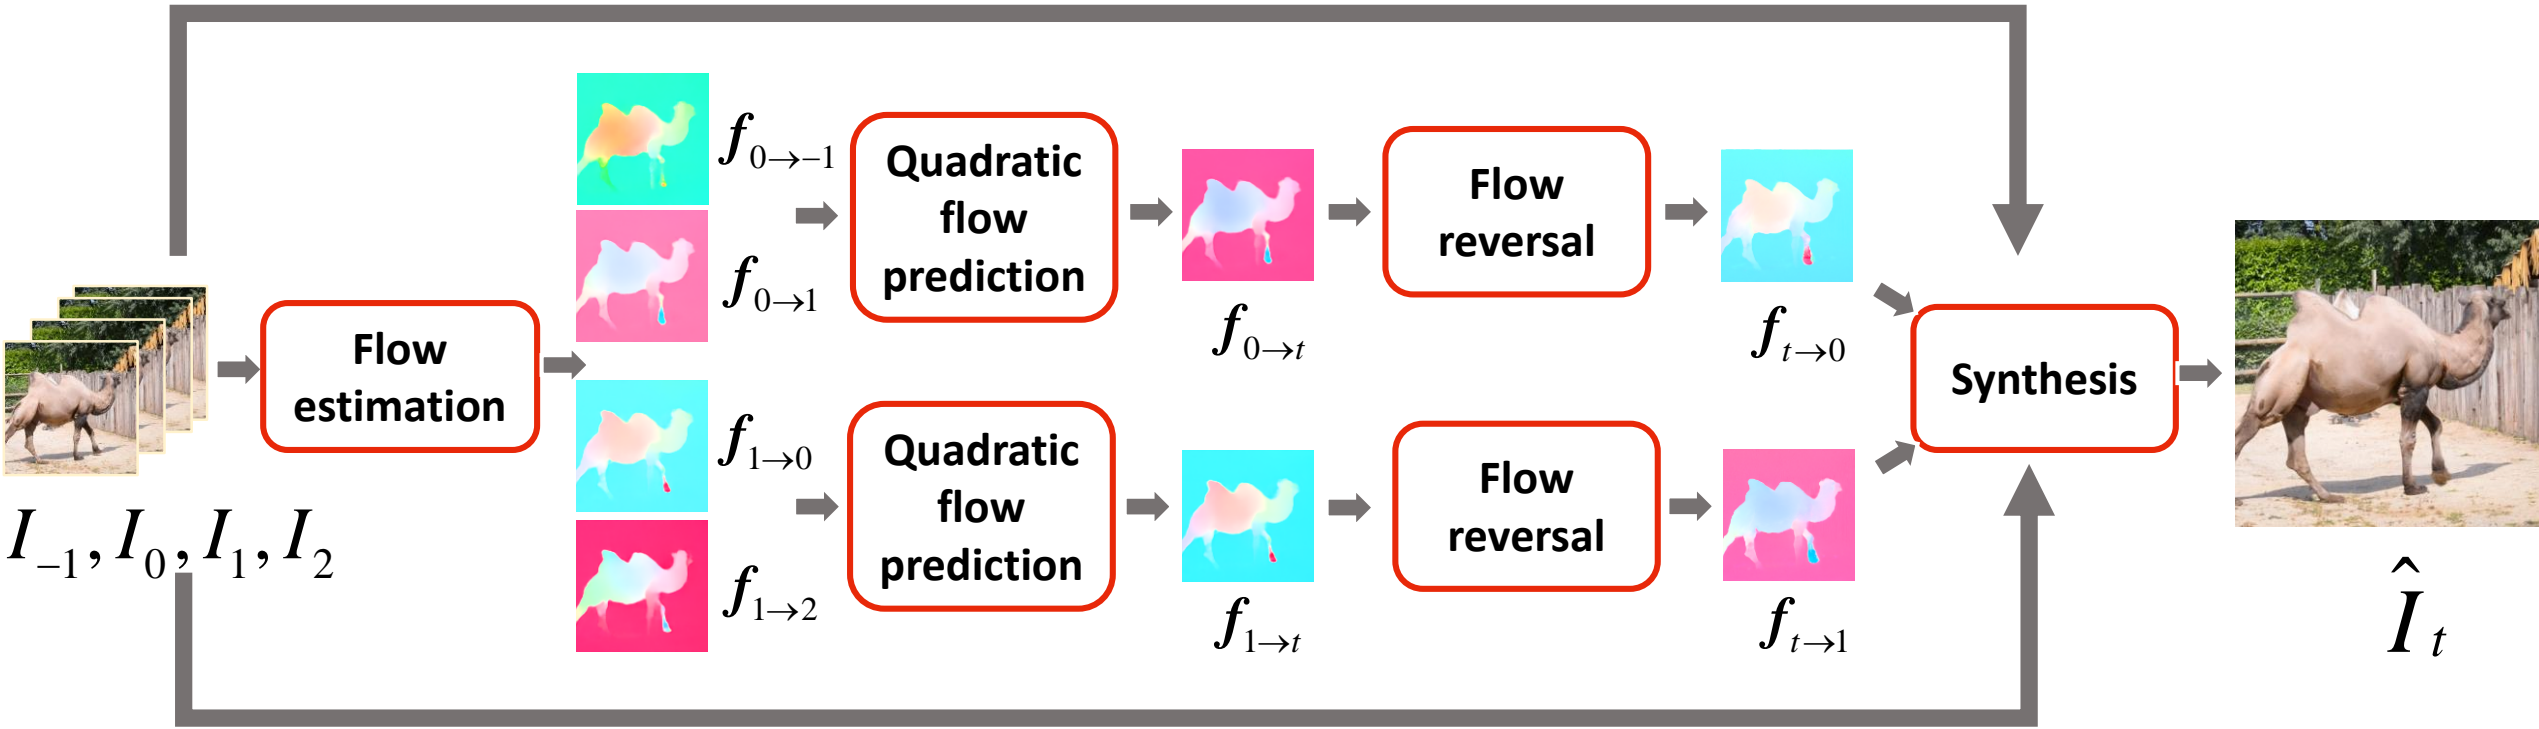 I₋₁, I₀, I₁, I₂
Flow
estimation
f₀→₋₁
f₀→₁
f₁→₀
f₁→₂
Quadratic
flow
prediction
f₀→ₜ
Flow
reversal
fₜ→₀
Quadratic
flow
prediction
f₁→ₜ
Flow
reversal
fₜ→₁
Synthesis
Îₜ